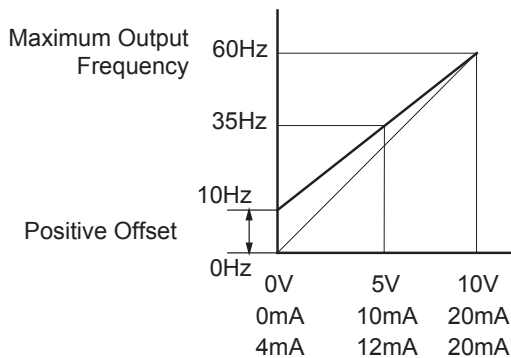 Maximum Output
Frequency
60Hz
35Hz
10Hz
Positive Offset
0Hz
0V 5V 10V
0mA 10mA 20mA
4mA 12mA 20mA